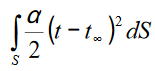 ∫_S α/2 (t − t_∞)² dS